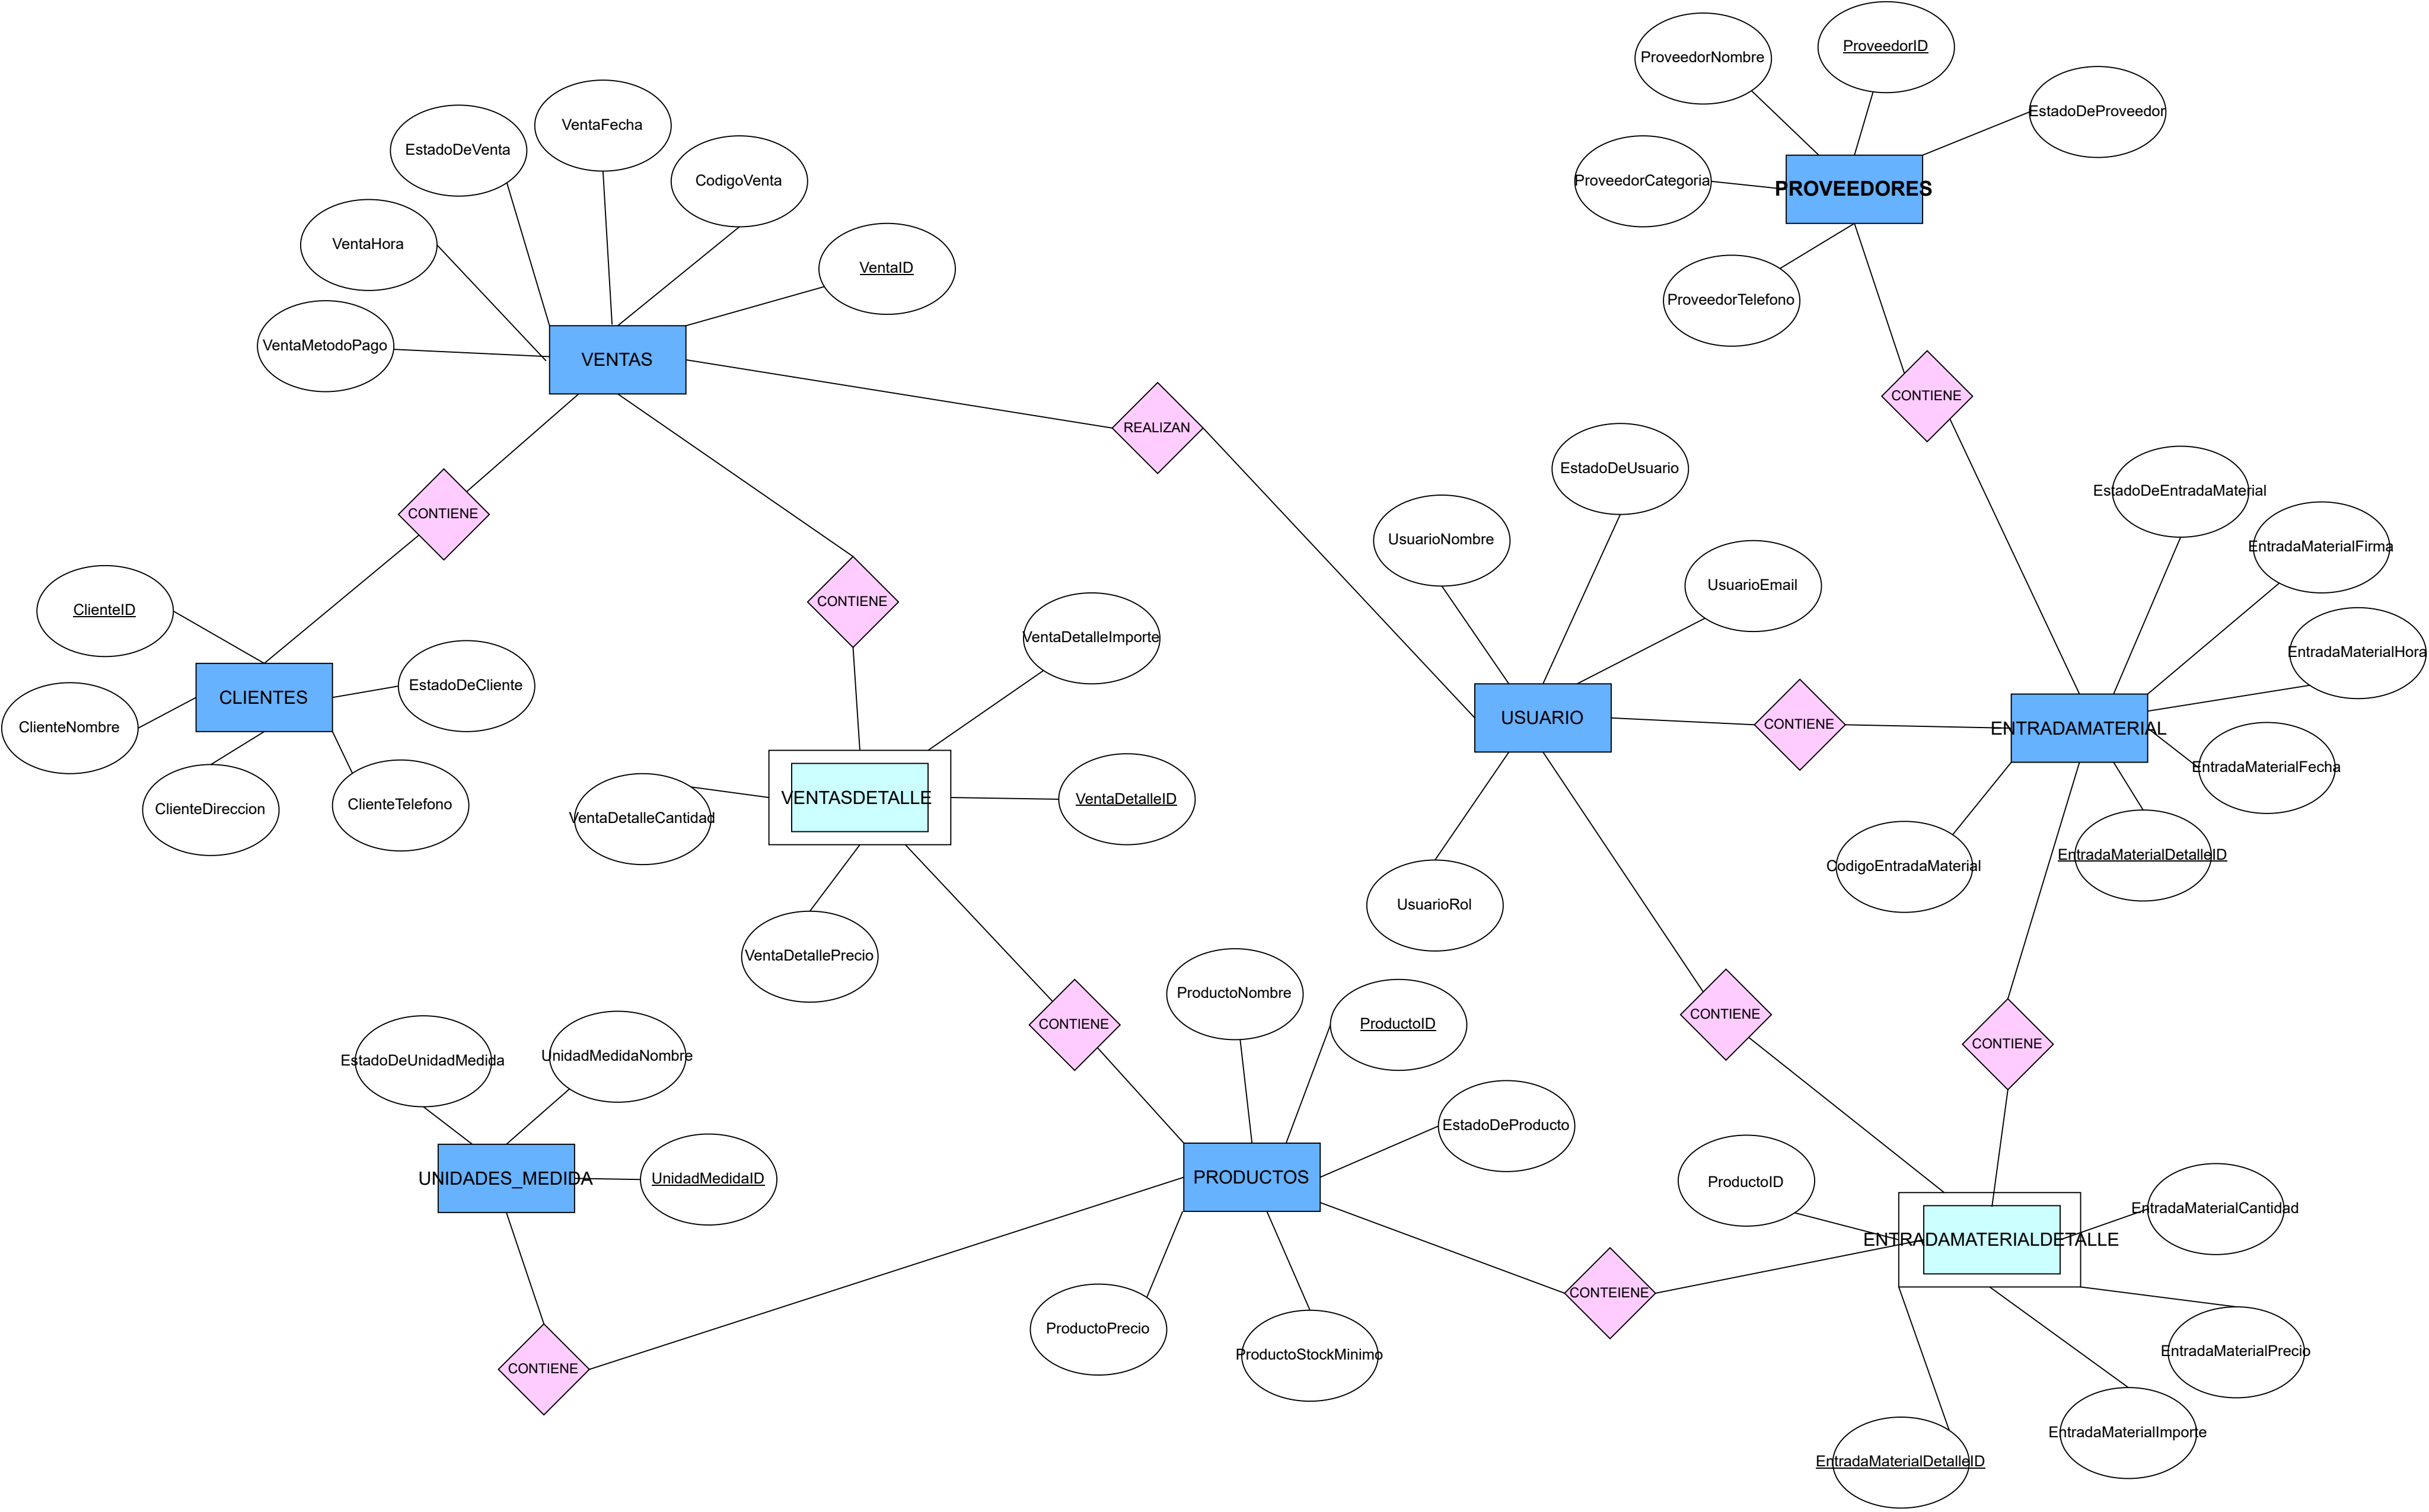 ProveedorID
ProveedorNombre
EstadoDeProveedor
VentaFecha
EstadoDeVenta
CodigoVenta
ProveedorCategoria
PROVEEDORES
VentaHora
VentaID
ProveedorTelefono
VentaMetodoPago
VENTAS
CONTIENE
REALIZAN
EstadoDeUsuario
EstadoDeEntradaMaterial
CONTIENE
UsuarioNombre
EntradaMaterialFirma
UsuarioEmail
CONTIENE
ClienteID
VentaDetalleImporte
EntradaMaterialHora
EstadoDeCliente
CLIENTES
USUARIO
CONTIENE
ENTRADAMATERIAL
ClienteNombre
EntradaMaterialFecha
VENTASDETALLE
VentaDetalleID
ClienteTelefono
ClienteDireccion
VentaDetalleCantidad
EntradaMaterialDetalleID
CodigoEntradaMaterial
UsuarioRol
VentaDetallePrecio
ProductoNombre
CONTIENE
CONTIENE
ProductoID
CONTIENE
UnidadMedidaNombre
EstadoDeUnidadMedida
EstadoDeProducto
UNIDADES_MEDIDA
UnidadMedidaID
PRODUCTOS
ProductoID
EntradaMaterialCantidad
ENTRADAMATERIALDETALLE
CONTEIENE
ProductoPrecio
ProductoStockMinimo
EntradaMaterialPrecio
CONTIENE
EntradaMaterialImporte
EntradaMaterialDetalleID